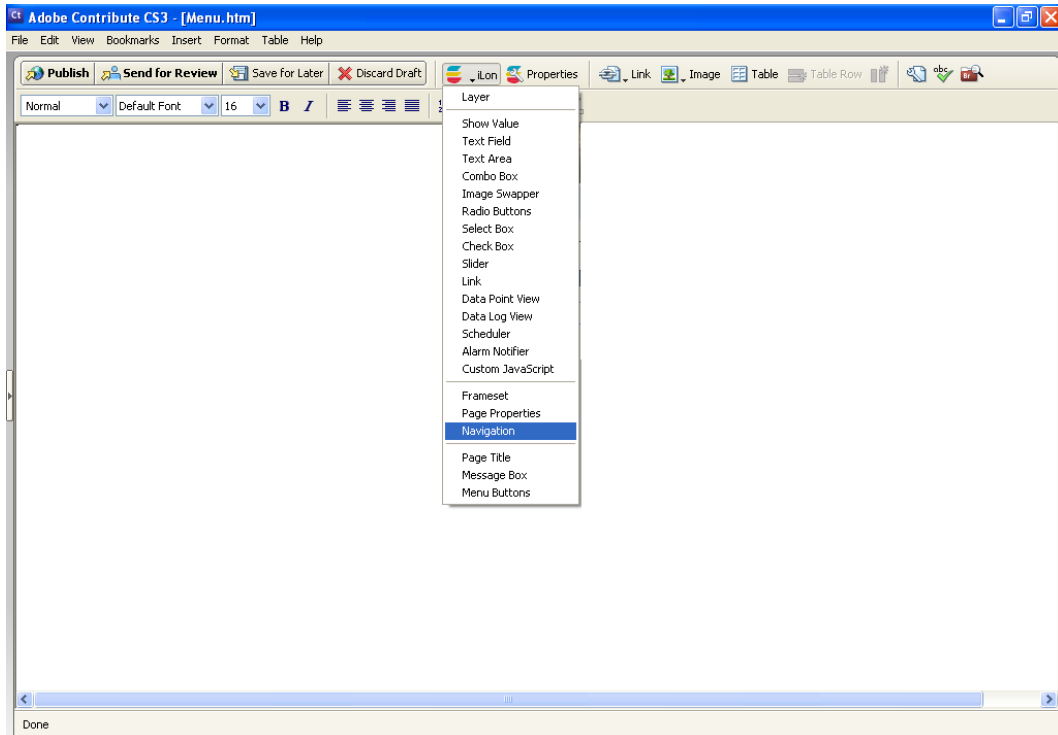 Ct Adobe Contribute CS3 - [Menu.htm]
File Edit View Bookmarks Insert Format Table Help
Publish Send for Review Save for Later Discard Draft iLon Properties Link Image Table Table Row abc Br
Normal Default Font 16 B I
Layer
Show Value
Text Field
Text Area
Combo Box
Image Swapper
Radio Buttons
Select Box
Check Box
Slider
Link
Data Point View
Data Log View
Scheduler
Alarm Notifier
Custom JavaScript
Frameset
Page Properties
Navigation
Page Title
Message Box
Menu Buttons
Done